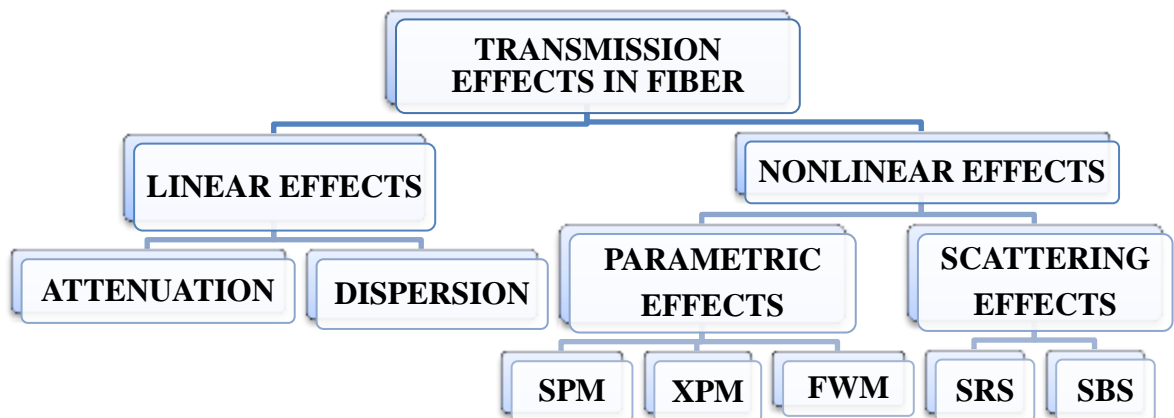 TRANSMISSION
EFFECTS IN FIBER
LINEAR EFFECTS
NONLINEAR EFFECTS
ATTENUATION
DISPERSION
PARAMETRIC
EFFECTS
SCATTERING
EFFECTS
SPM
XPM
FWM
SRS
SBS